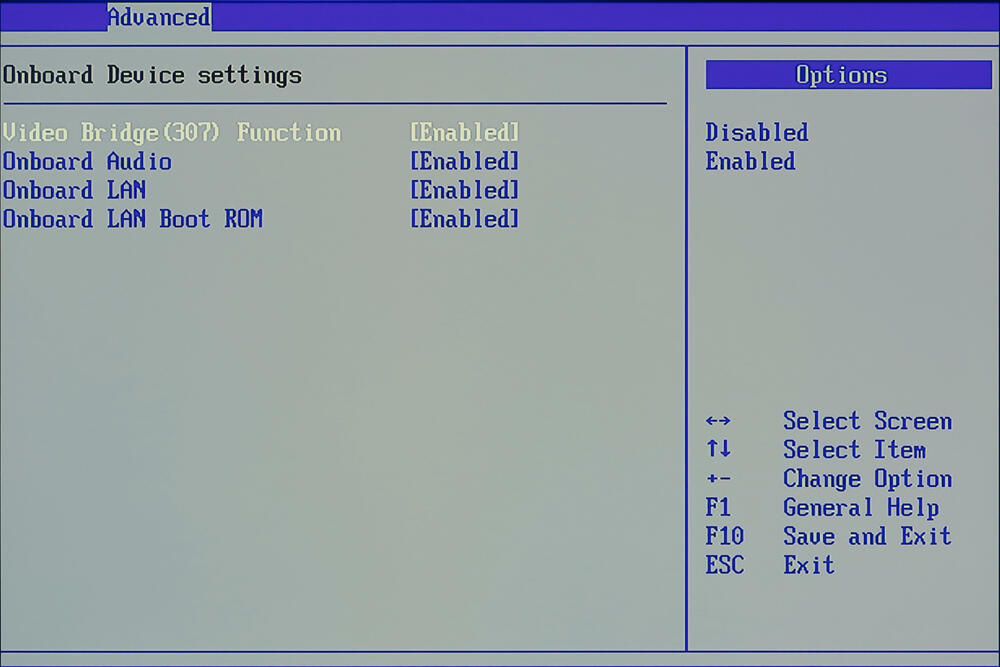 Advanced
Onboard Device settings
Video Bridge(307) Function [Enabled]
Onboard Audio [Enabled]
Onboard LAN [Enabled]
Onboard LAN Boot ROM [Enabled]
Options
Disabled
Enabled
←→ Select Screen
↑↓ Select Item
+- Change Option
F1 General Help
F10 Save and Exit
ESC Exit